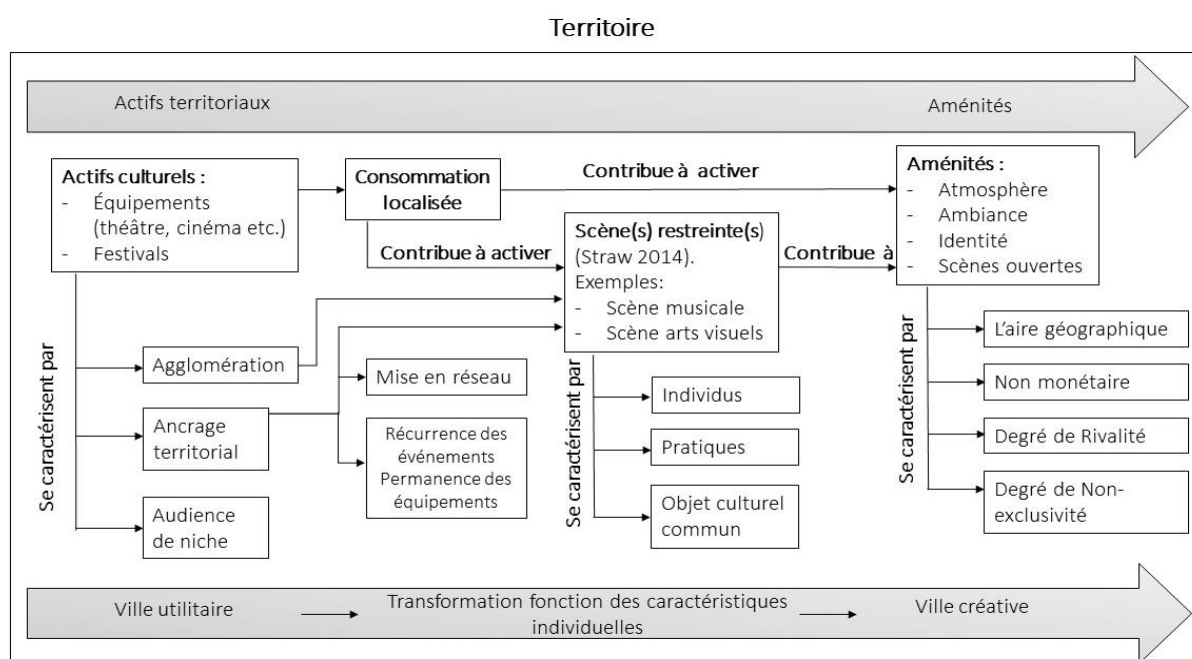 Territoire
Actifs territoriaux
Aménités
Actifs culturels :
- Équipements
(théâtre, cinéma etc.)
- Festivals
Consommation
localisée
Contribue à activer
Contribue à activer
Scène(s) restreinte(s)
(Straw 2014).
Exemples:
- Scène musicale
- Scène arts visuels
Contribue à
Aménités :
- Atmosphère
- Ambiance
- Identité
- Scènes ouvertes
Se caractérisent par
Agglomération
Ancrage
territorial
Audience
de niche
Mise en réseau
Récurrence des
événements
Permanence des
équipements
Se caractérisent par
Individus
Pratiques
Objet culturel
commun
Se caractérisent par
L'aire géographique
Non monétaire
Degré de Rivalité
Degré de Non-
exclusivité
Ville utilitaire
Transformation fonction des caractéristiques
individuelles
Ville créative